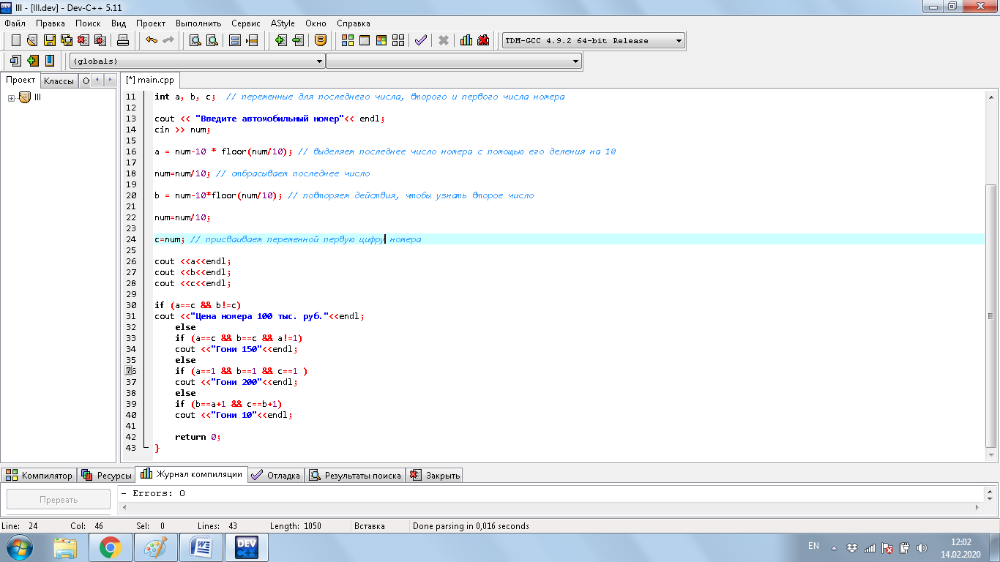 III - [III.dev] - Dev-C++ 5.11
Файл Правка Поиск Вид Проект Выполнить Сервис AStyle Окно Справка
TDM-GCC 4.9.2 64-bit Release
(globals)
Проект Классы От
[*] main.cpp
III
11 int a, b, c; // переменные для последнего числа, второго и первого числа номера
12
13 cout << "Введите автомобильный номер"<< endl;
14 cin >> num;
15
16 a = num-10 * floor(num/10); // выделяем последнее число номера с помощью его деления на 10
17
18 num=num/10; // отбрасываем последнее число
19
20 b = num-10*floor(num/10); // повторяем действия, чтобы узнать второе число
21
22 num=num/10;
23
24 c=num; // присваиваем переменной первую цифру номера
25
26 cout <<a<<endl;
27 cout <<b<<endl;
28 cout <<c<<endl;
29
30 if (a==c && b!=c)
31 cout <<"Цена номера 100 тыс. руб."<<endl;
32 else
33 if (a==c && b==c && a!=1)
34 cout <<"Гони 150"<<endl;
35 else
36 if (a==1 && b==1 && c==1 )
37 cout <<"Гони 200"<<endl;
38 else
39 if (b==a+1 && c==b+1)
40 cout <<"Гони 10"<<endl;
41
42 return 0;
43 }
Компилятор Ресурсы Журнал компиляции Отладка Результаты поиска Закрыть
Прервать
- Errors: 0
Line: 24 Col: 46 Sel: 0 Lines: 43 Length: 1050 Вставка Done parsing in 0,016 seconds
DEV C++
EN
12:02
14.02.2020